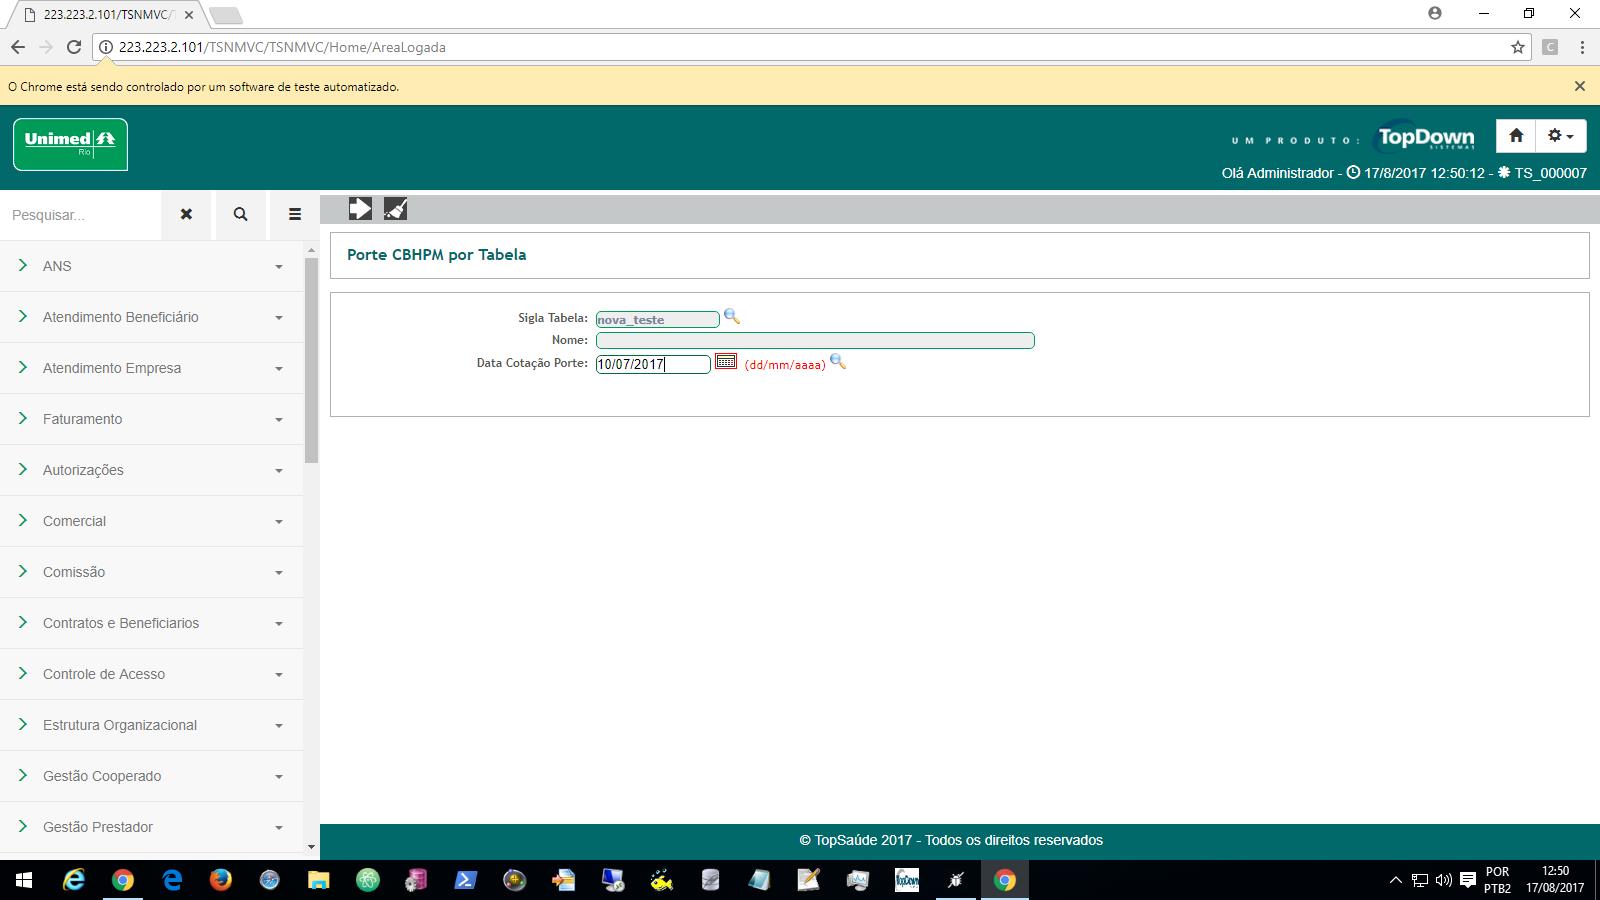 223.223.2.101/TSNMVC/T
223.223.2.101/TSNMVC/TSNMVC/Home/AreaLogada
C
O Chrome está sendo controlado por um software de teste automatizado.
Unimed
Rio
UM PRODUTO:
TopDown
SISTEMAS
Olá Administrador - 17/8/2017 12:50:12 - TS_000007
Pesquisar...
ANS
Atendimento Beneficiário
Atendimento Empresa
Faturamento
Autorizações
Comercial
Comissão
Contratos e Beneficiarios
Controle de Acesso
Estrutura Organizacional
Gestão Cooperado
Gestão Prestador
Porte CBHPM por Tabela
Sigla Tabela: nova_teste
Nome:
Data Cotação Porte: 10/07/2017 (dd/mm/aaaa)
© TopSaúde 2017 - Todos os direitos reservados
TopDown
POR
PTB2
12:50
17/08/2017